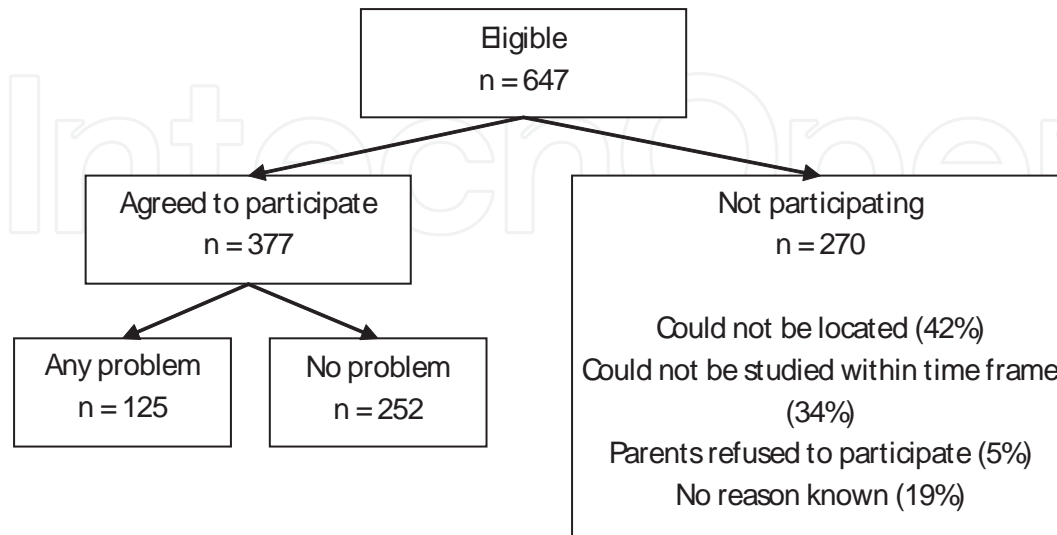 Eligible
n = 647
Agreed to participate
n = 377
Not participating
n = 270
Could not be located (42%)
Could not be studied within time frame
(34%)
Parents refused to participate (5%)
No reason known (19%)
Any problem
n = 125
No problem
n = 252
IntechOpen